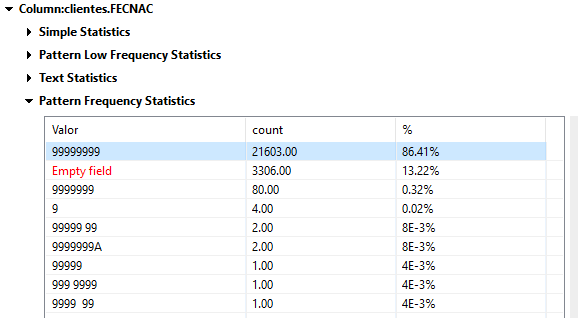 Column:clientes.FECNAC
Simple Statistics
Pattern Low Frequency Statistics
Text Statistics
Pattern Frequency Statistics
Valor count %
99999999 21603.00 86.41%
Empty field 3306.00 13.22%
9999999 80.00 0.32%
9 4.00 0.02%
99999 99 2.00 8E-3%
9999999A 2.00 8E-3%
99999 1.00 4E-3%
999 9999 1.00 4E-3%
9999  99 1.00 4E-3%